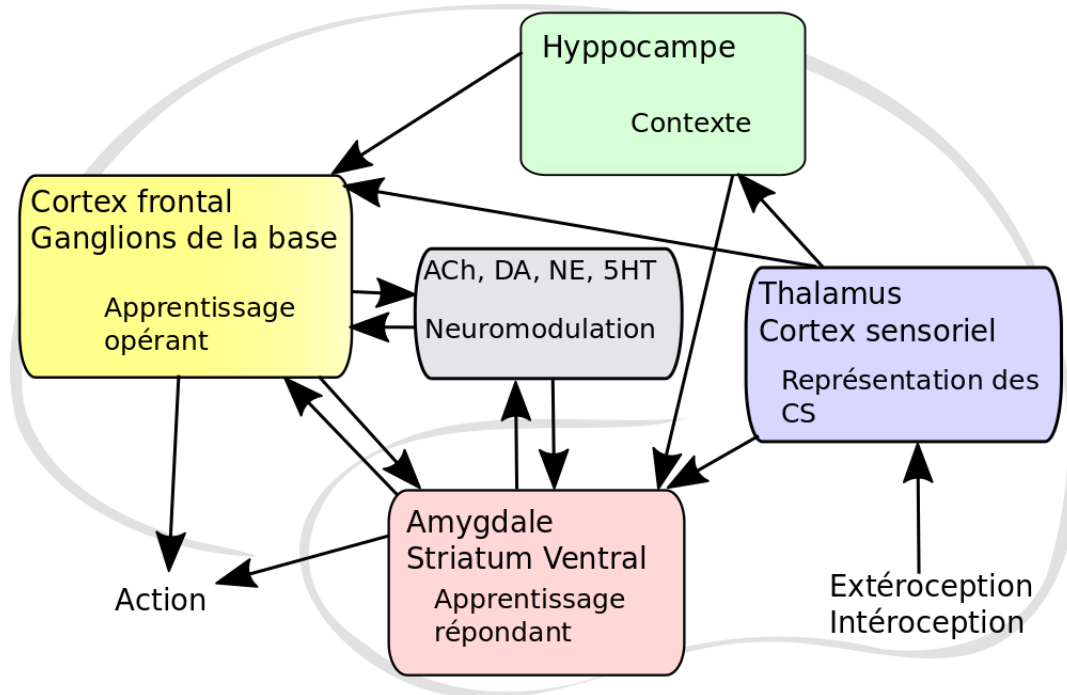 Hyppocampe
Contexte
Cortex frontal
Ganglions de la base
Apprentissage
opérant
ACh, DA, NE, 5HT
Neuromodulation
Thalamus
Cortex sensoriel
Représentation des
CS
Amygdale
Striatum Ventral
Apprentissage
répondant
Action
Extéroception
Intéroception